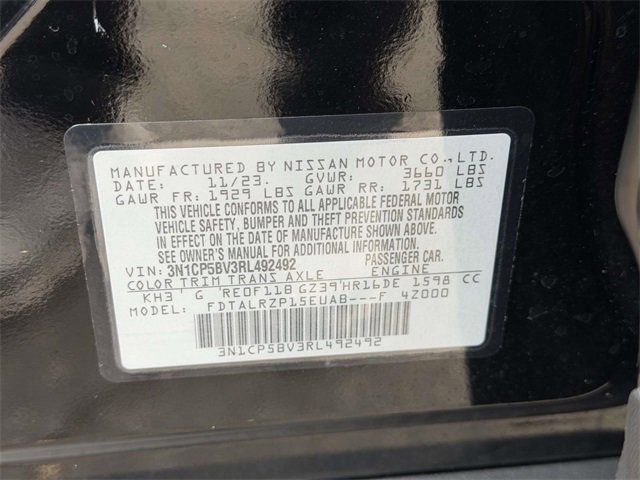 MANUFACTURED BY NISSAN MOTOR CO.,LTD.
DATE: 11/23. GVWR: 3660 LBS
GAWR FR: 1929 LBS GAWR RR: 1731 LBS
THIS VEHICLE CONFORMS TO ALL APPLICABLE FEDERAL MOTOR
VEHICLE SAFETY, BUMPER AND THEFT PREVENTION STANDARDS
IN EFFECT ON THE DATE OF MANUFACTURE SHOWN ABOVE.
SEE OWNER'S MANUAL FOR ADDITIONAL INFORMATION.
VIN: 3N1CP5BV3RL492492 PASSENGER CAR.
COLOR TRIM TRANS AXLE ENGINE
KH3 G RE0F11B GZ39 HR16DE 1598 CC
MODEL: FDTALRZP15EUAB---F 4Z000
3N1CP5BV3RL492492